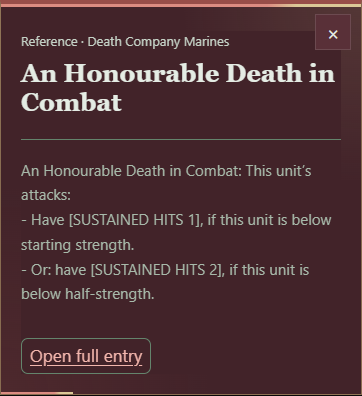 Reference · Death Company Marines
×
An Honourable Death in
Combat
An Honourable Death in Combat: This unit’s
attacks:
- Have [SUSTAINED HITS 1], if this unit is below
starting strength.
- Or: have [SUSTAINED HITS 2], if this unit is
below half-strength.
Open full entry